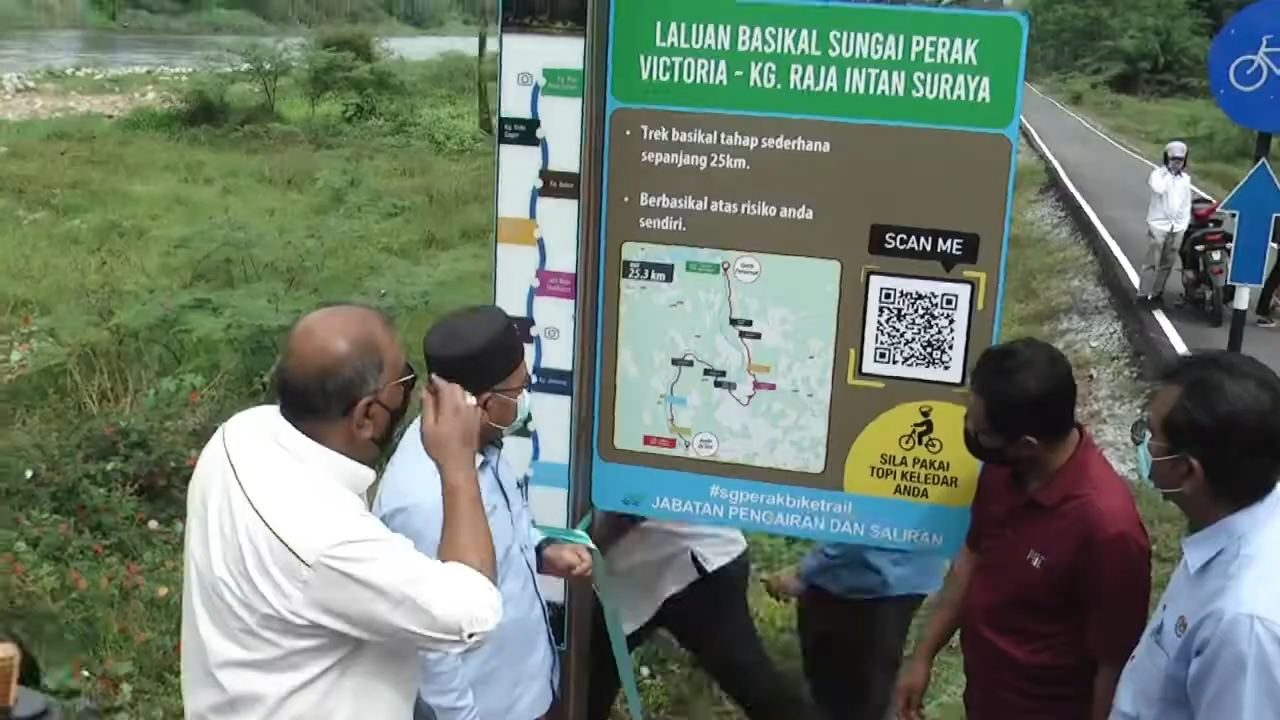 LALUAN BASIKAL SUNGAI PERAK
VICTORIA - KG. RAJA INTAN SURAYA
• Trek basikal tahap sederhana
sepanjang 25km.
• Berbasikal atas risiko anda
sendiri.
SCAN ME
25.3 km
SILA PAKAI
TOPI KELEDAR
ANDA
#sgperakbiketrail
JABATAN PENGAIRAN DAN SALIRAN